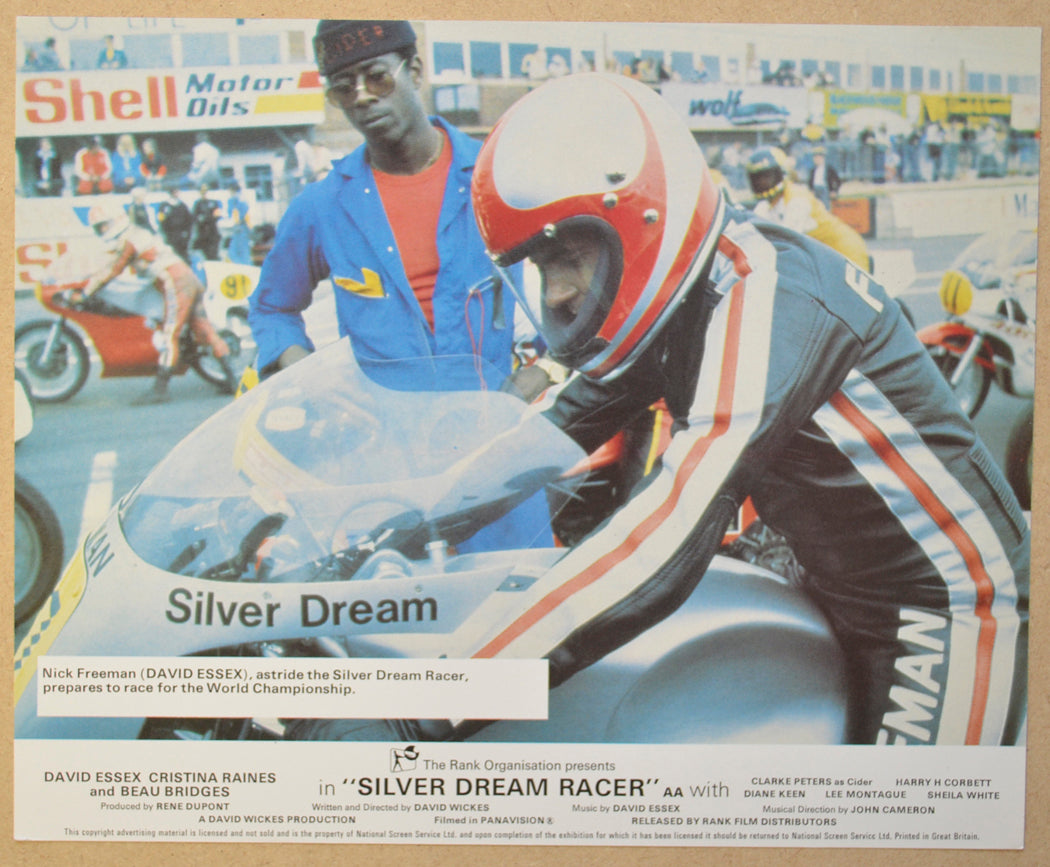 OF LIFE
Shell Motor Oils
wolf
91
Silver Dream
F
EMAN
Nick Freeman (DAVID ESSEX), astride the Silver Dream Racer,
prepares to race for the World Championship.
The Rank Organisation presents
DAVID ESSEX CRISTINA RAINES
and BEAU BRIDGES
in "SILVER DREAM RACER" AA with
CLARKE PETERS as Cider HARRY H CORBETT
DIANE KEEN LEE MONTAGUE SHEILA WHITE
Produced by RENE DUPONT Written and Directed by DAVID WICKES Music by DAVID ESSEX Musical Direction by JOHN CAMERON
A DAVID WICKES PRODUCTION Filmed in PANAVISION® RELEASED BY RANK FILM DISTRIBUTORS
This copyright advertising material is licensed and not sold and is the property of National Screen Service Ltd. and upon completion of the exhibition for which it has been licensed it should be returned to National Screen Service Ltd. Printed in Great Britain.